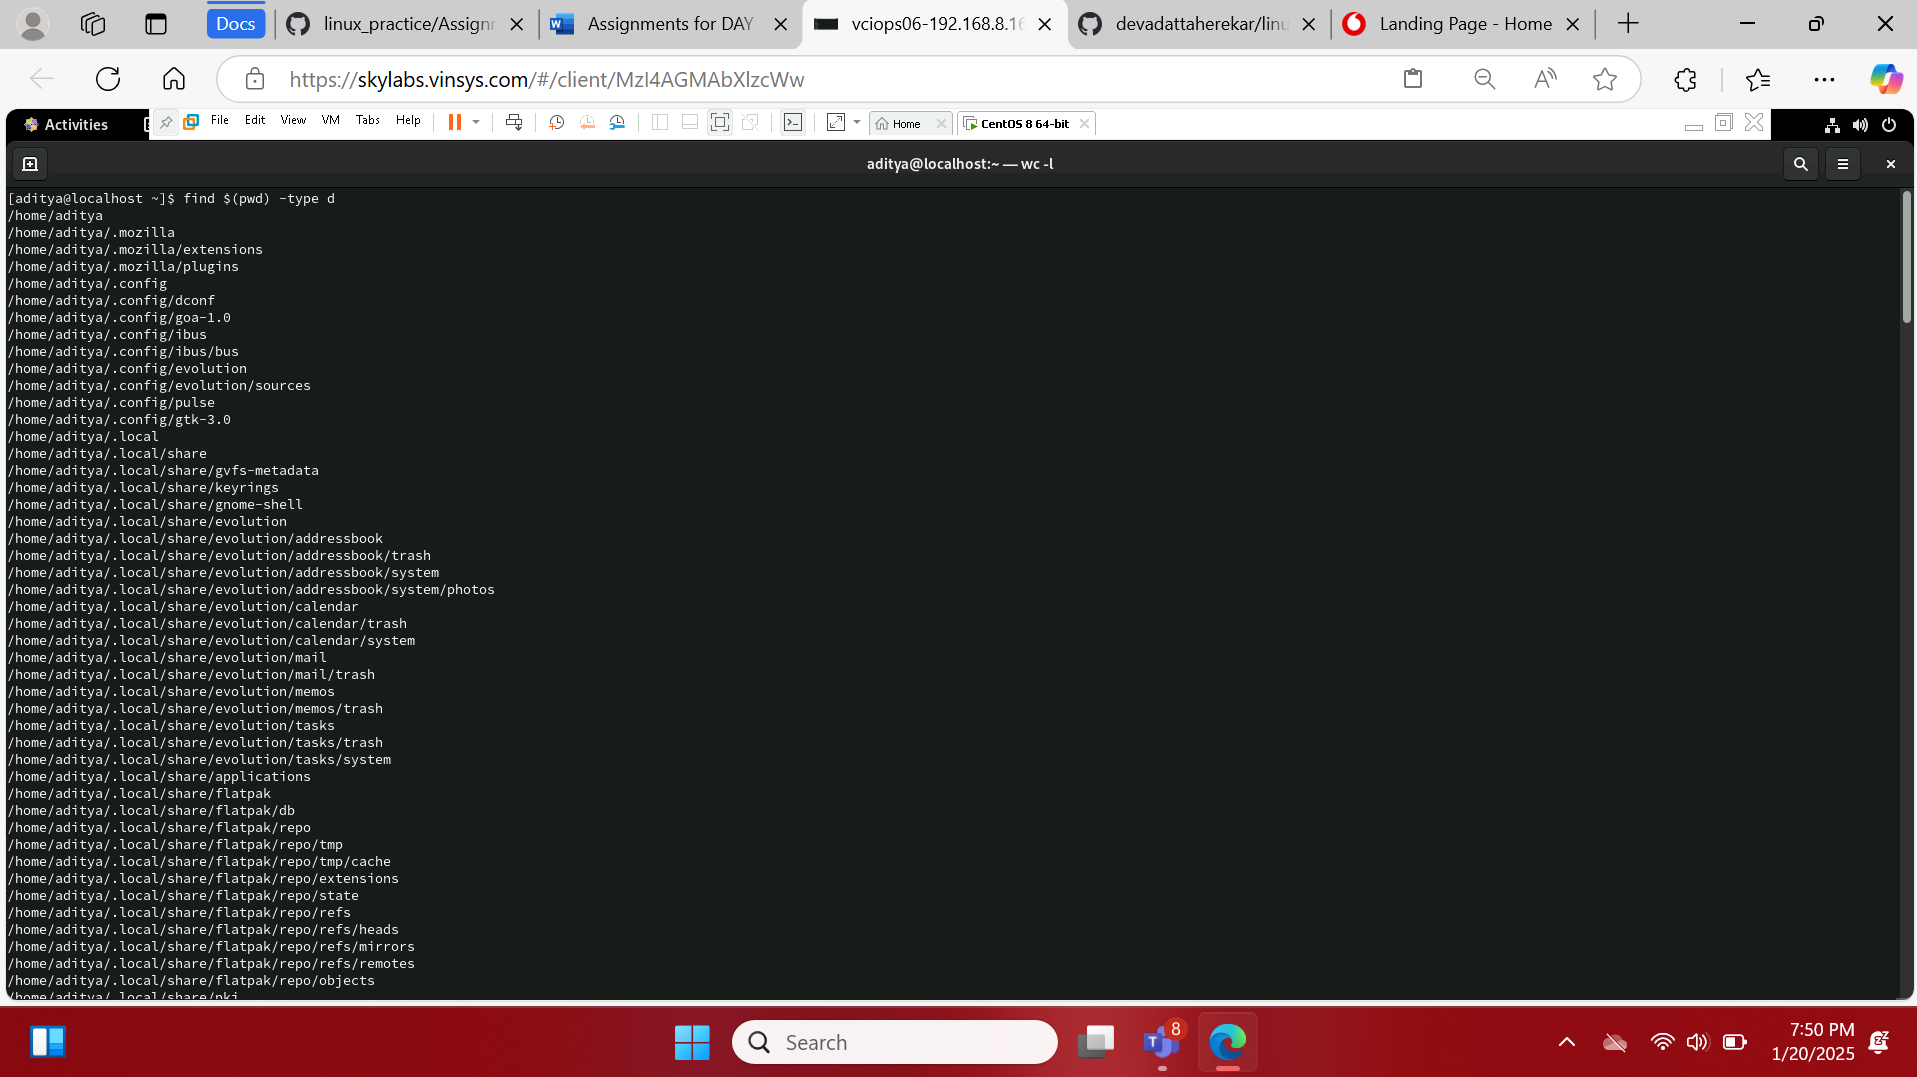 Docs
linux_practice/Assignn
Assignments for DAY
vciops06-192.168.8.16
devadattaherekar/linu
Landing Page - Home
https://skylabs.vinsys.com/#/client/MzI4AGMAbXlzcWw
Activities
File Edit View VM Tabs Help
Home
CentOS 8 64-bit
aditya@localhost:~ — wc -l
[aditya@localhost ~]$ find $(pwd) -type d
/home/aditya
/home/aditya/.mozilla
/home/aditya/.mozilla/extensions
/home/aditya/.mozilla/plugins
/home/aditya/.config
/home/aditya/.config/dconf
/home/aditya/.config/goa-1.0
/home/aditya/.config/ibus
/home/aditya/.config/ibus/bus
/home/aditya/.config/evolution
/home/aditya/.config/evolution/sources
/home/aditya/.config/pulse
/home/aditya/.config/gtk-3.0
/home/aditya/.local
/home/aditya/.local/share
/home/aditya/.local/share/gvfs-metadata
/home/aditya/.local/share/keyrings
/home/aditya/.local/share/gnome-shell
/home/aditya/.local/share/evolution
/home/aditya/.local/share/evolution/addressbook
/home/aditya/.local/share/evolution/addressbook/trash
/home/aditya/.local/share/evolution/addressbook/system
/home/aditya/.local/share/evolution/addressbook/system/photos
/home/aditya/.local/share/evolution/calendar
/home/aditya/.local/share/evolution/calendar/trash
/home/aditya/.local/share/evolution/calendar/system
/home/aditya/.local/share/evolution/mail
/home/aditya/.local/share/evolution/mail/trash
/home/aditya/.local/share/evolution/memos
/home/aditya/.local/share/evolution/memos/trash
/home/aditya/.local/share/evolution/tasks
/home/aditya/.local/share/evolution/tasks/trash
/home/aditya/.local/share/evolution/tasks/system
/home/aditya/.local/share/applications
/home/aditya/.local/share/flatpak
/home/aditya/.local/share/flatpak/db
/home/aditya/.local/share/flatpak/repo
/home/aditya/.local/share/flatpak/repo/tmp
/home/aditya/.local/share/flatpak/repo/tmp/cache
/home/aditya/.local/share/flatpak/repo/extensions
/home/aditya/.local/share/flatpak/repo/state
/home/aditya/.local/share/flatpak/repo/refs
/home/aditya/.local/share/flatpak/repo/refs/heads
/home/aditya/.local/share/flatpak/repo/refs/mirrors
/home/aditya/.local/share/flatpak/repo/refs/remotes
/home/aditya/.local/share/flatpak/repo/objects
/home/aditya/.local/share/pki
Search
8
7:50 PM
1/20/2025